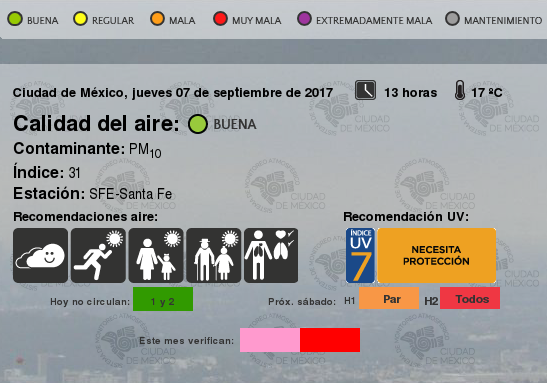 BUENA REGULAR MALA MUY MALA EXTREMADAMENTE MALA MANTENIMIENTO
Ciudad de México, jueves 07 de septiembre de 2017 13 horas 17 ºC
Calidad del aire: BUENA
Contaminante: PM10
Índice: 31
Estación: SFE-Santa Fe
Recomendaciones aire: Recomendación UV:
ÍNDICE
UV
7
NECESITA
PROTECCIÓN
Hoy no circulan: 1 y 2 Próx. sábado: H1 Par H2 Todos
Este mes verifican:
MONITOREO ATMOSFÉRICO
CIUDAD
DE MÉXICO